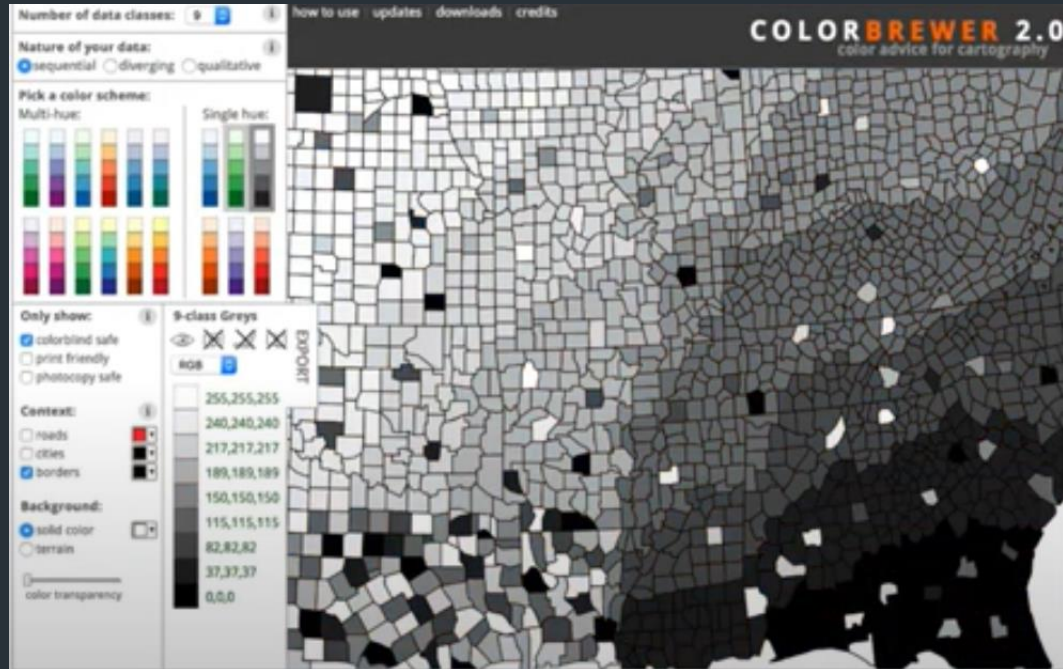 Number of data classes: 9 i
how to use updates downloads credits
COLORBREWER 2.0
color advice for cartography
Nature of your data: i
sequential diverging qualitative
Pick a color scheme:
Multi-hue: Single hue:
Only show: i
colorblind safe
print friendly
photocopy safe
Context: i
roads
cities
borders
Background:
solid color
terrain
color transparency
9-class Greys
EXPORT
RGB
255,255,255
240,240,240
217,217,217
189,189,189
150,150,150
115,115,115
82,82,82
37,37,37
0,0,0